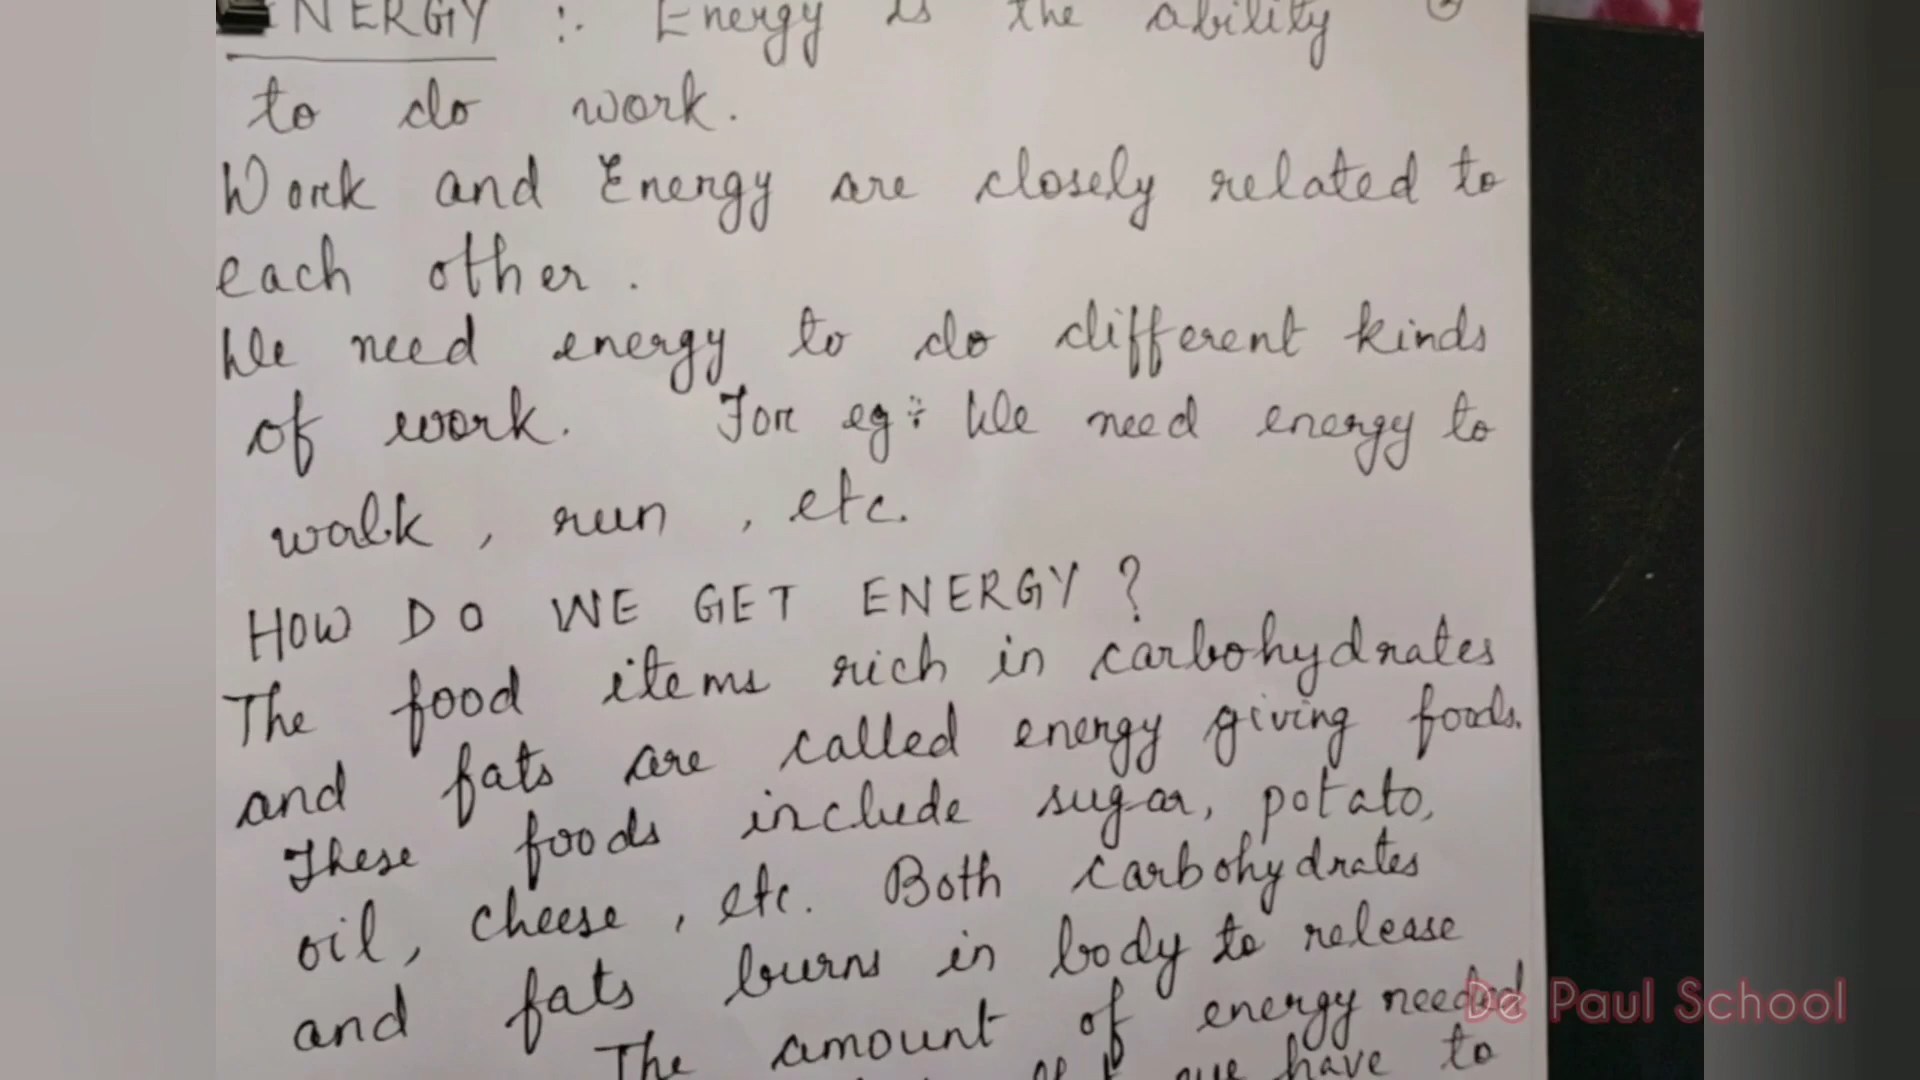 ENERGY :- Energy is the ability
to do work.
Work and Energy are closely related to
each other.
We need energy to do different kinds
of work. For eg:- We need energy to
walk, run, etc.
HOW DO WE GET ENERGY?
The food items rich in carbohydrates
and fats are called energy giving foods.
These foods include sugar, potato,
oil, cheese, etc. Both carbohydrates
and fats burns in body to release
The amount of energy needed
have to
De Paul School